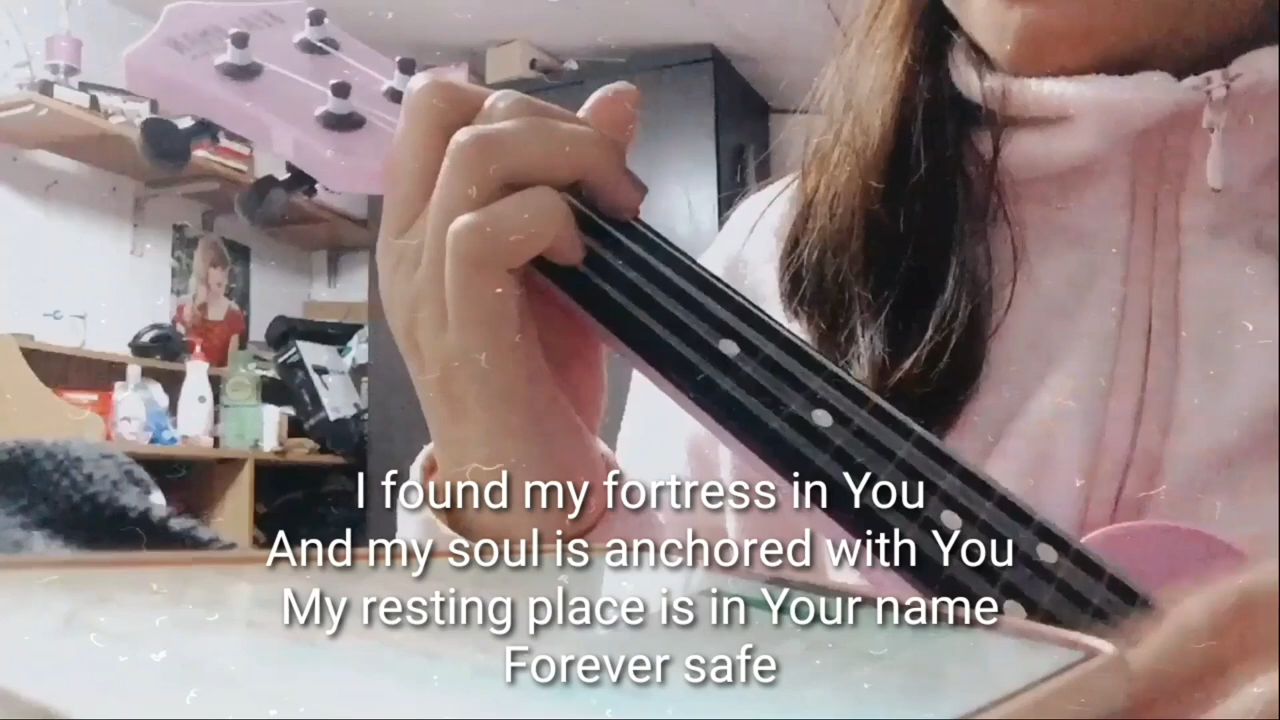 I found my fortress in You
And my soul is anchored with You
My resting place is in Your name
Forever safe